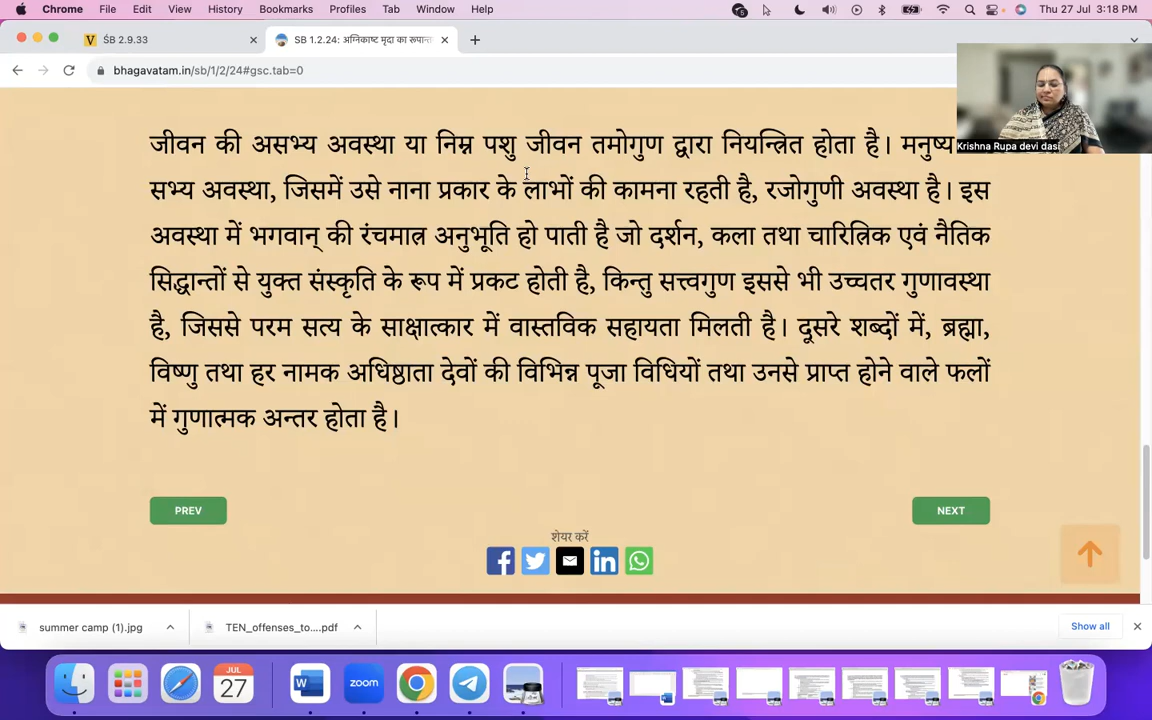 Chrome File Edit View History Bookmarks Profiles Tab Window Help Thu 27 Jul 3:18 PM
ŚB 2.9.33
SB 1.2.24: अग्निकाष्ट मृदा का रूपान्त
bhagavatam.in/sb/1/2/24#gsc.tab=0
Krishna Rupa devi dasi
जीवन की असभ्य अवस्था या निम्न पशु जीवन तमोगुण द्वारा नियन्त्रित होता है। मनुष्य
सभ्य अवस्था, जिसमें उसे नाना प्रकार के लाभों की कामना रहती है, रजोगुणी अवस्था है। इस
अवस्था में भगवान् की रंचमात्र अनुभूति हो पाती है जो दर्शन, कला तथा चारित्रिक एवं नैतिक
सिद्धान्तों से युक्त संस्कृति के रूप में प्रकट होती है, किन्तु सत्त्वगुण इससे भी उच्चतर गुणावस्था
है, जिससे परम सत्य के साक्षात्कार में वास्तविक सहायता मिलती है। दूसरे शब्दों में, ब्रह्मा,
विष्णु तथा हर नामक अधिष्ठाता देवों की विभिन्न पूजा विधियों तथा उनसे प्राप्त होने वाले फलों
में गुणात्मक अन्तर होता है।
PREV NEXT
शेयर करें
summer camp (1).jpg TEN_offenses_to....pdf Show all
JUL
27
zoom